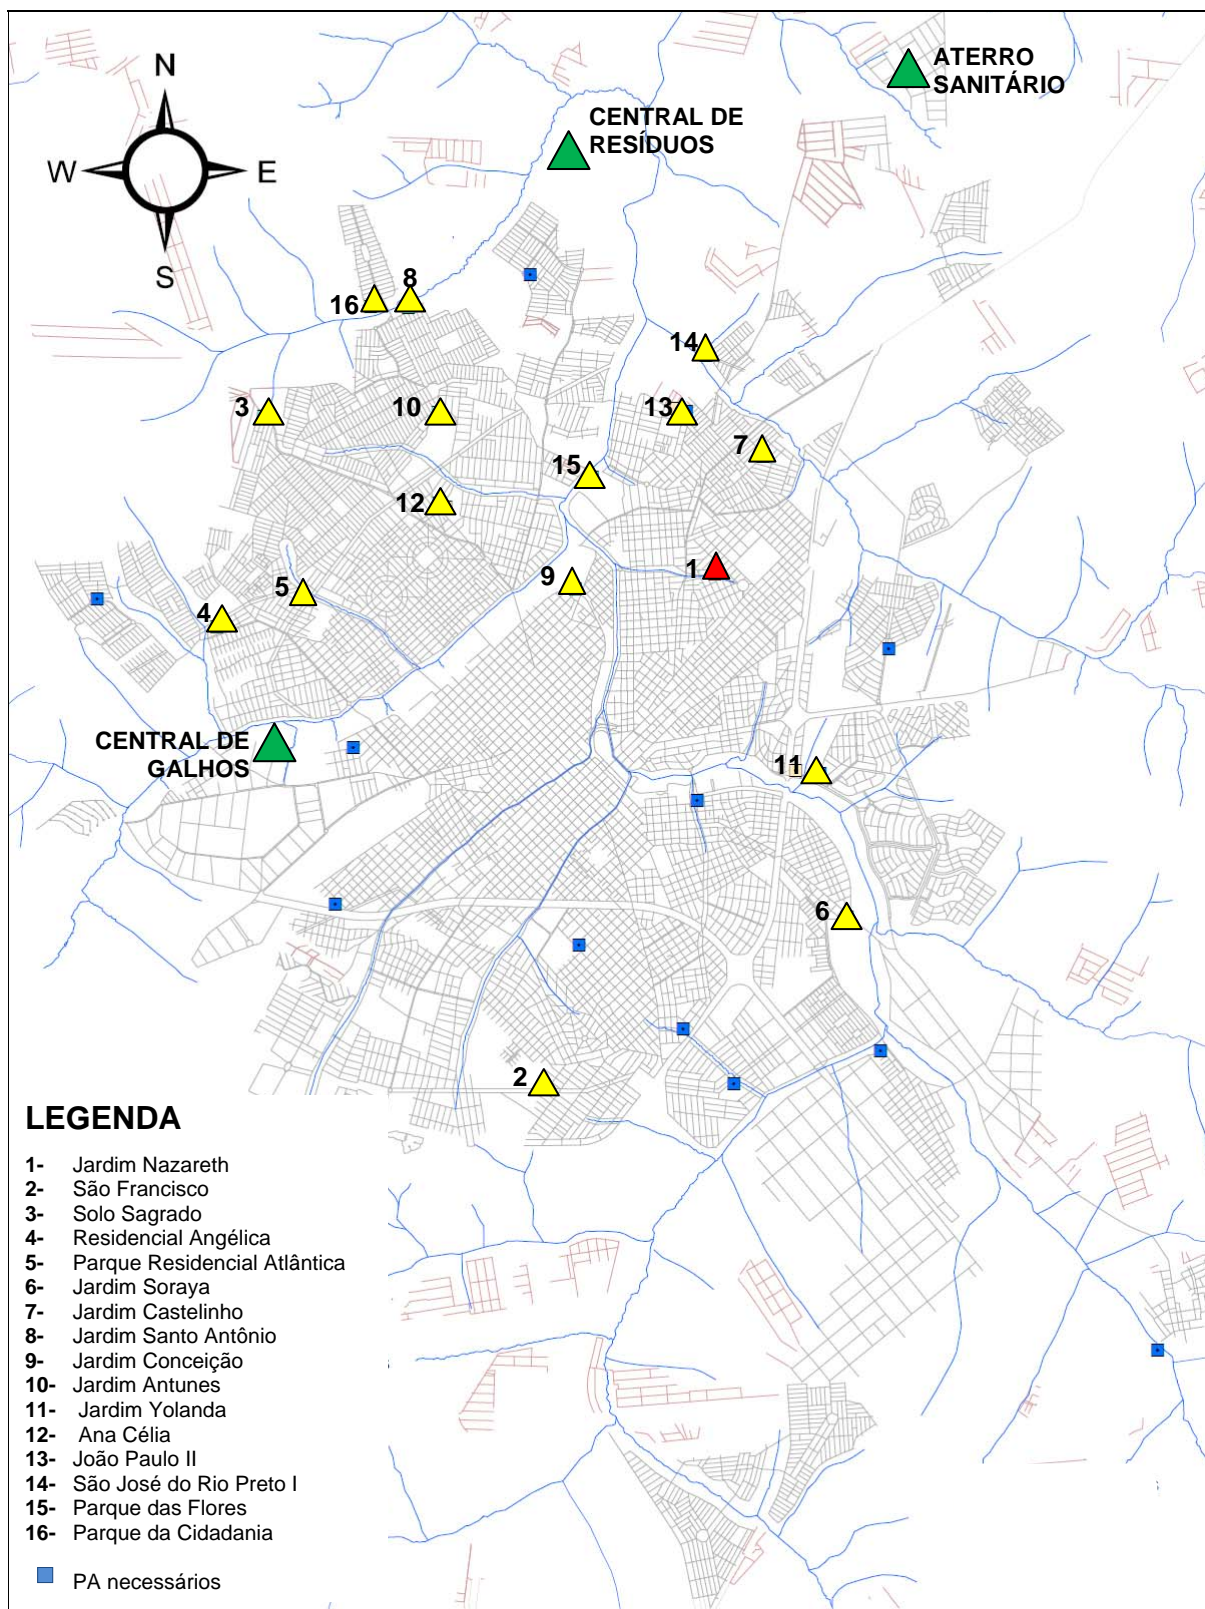 N
W
E
S
ATERRO
SANITÁRIO
CENTRAL DE
RESÍDUOS
8
16
14
3
10
13
7
15
12
9
1
5
4
CENTRAL DE
GALHOS
11
6
2
LEGENDA
1- Jardim Nazareth
2- São Francisco
3- Solo Sagrado
4- Residencial Angélica
5- Parque Residencial Atlântica
6- Jardim Soraya
7- Jardim Castelinho
8- Jardim Santo Antônio
9- Jardim Conceição
10- Jardim Antunes
11- Jardim Yolanda
12- Ana Célia
13- João Paulo II
14- São José do Rio Preto I
15- Parque das Flores
16- Parque da Cidadania
PA necessários